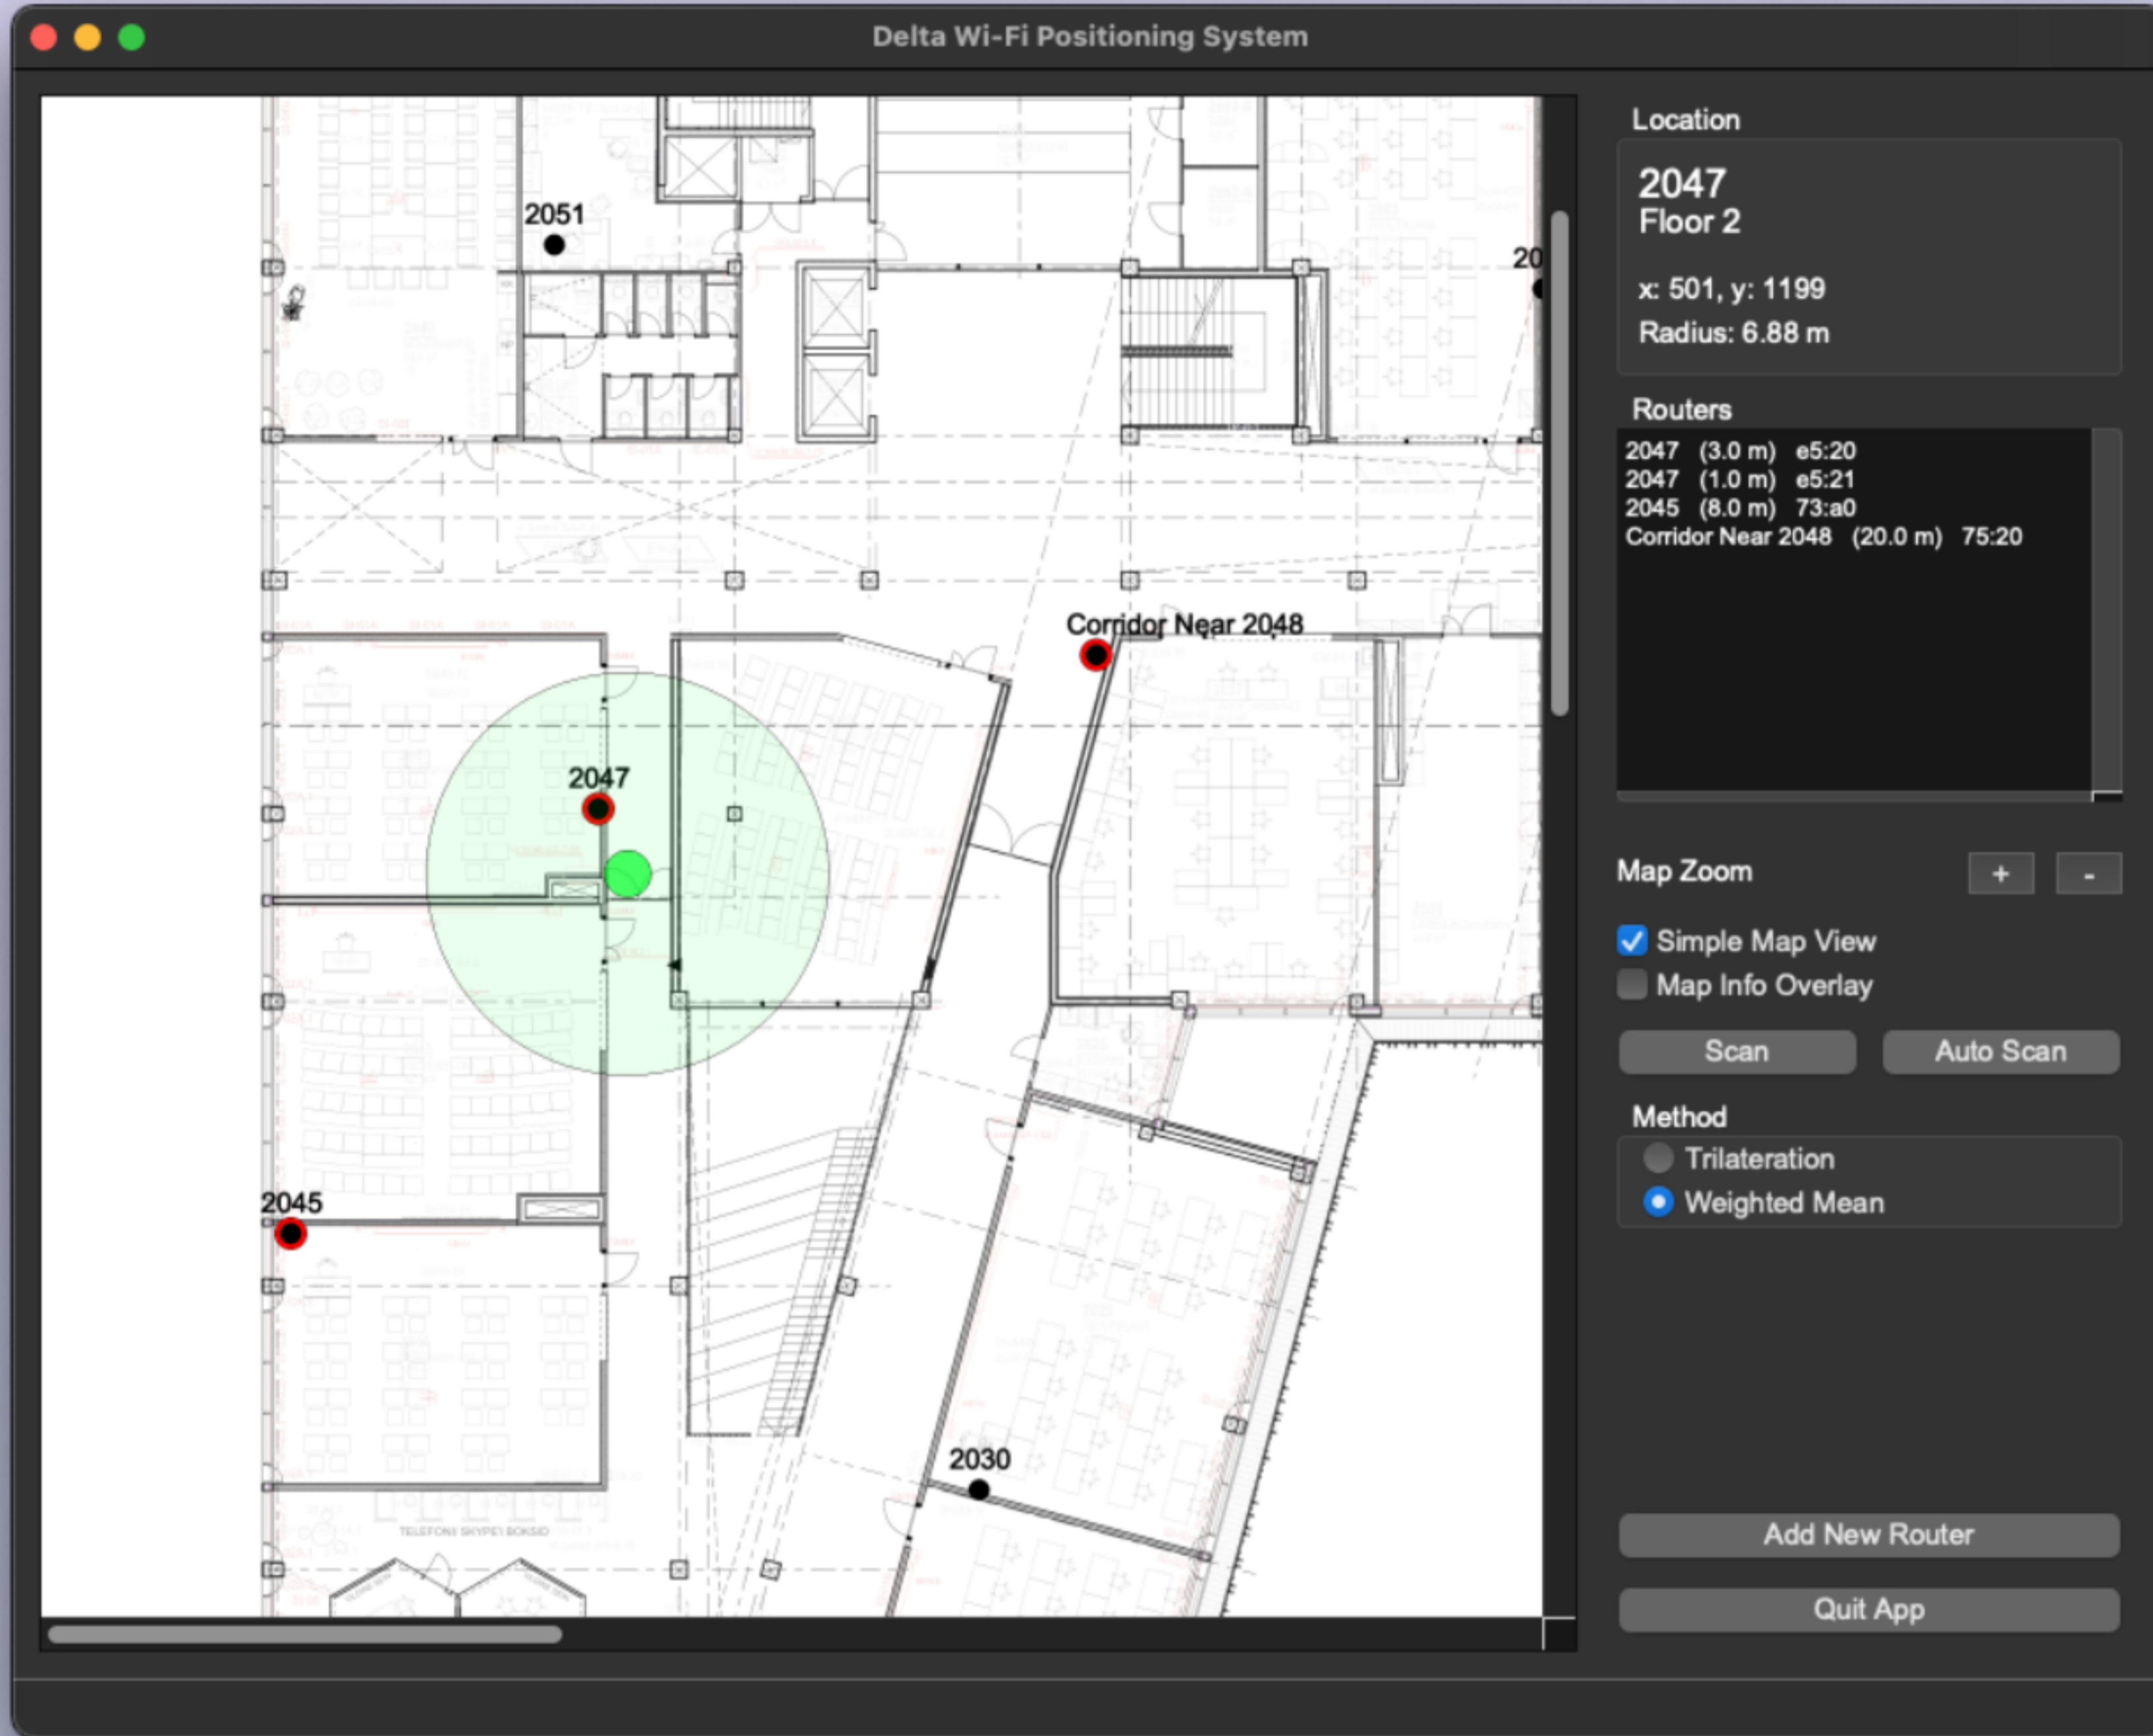 Delta Wi-Fi Positioning System
2051
20
Corridor Near 2048
2047
2045
2030
TELEFONI SKYPE'I BOKSID
Location
2047
Floor 2
x: 501, y: 1199
Radius: 6.88 m
Routers
2047 (3.0 m) e5:20
2047 (1.0 m) e5:21
2045 (8.0 m) 73:a0
Corridor Near 2048 (20.0 m) 75:20
Map Zoom
+
-
Simple Map View
Map Info Overlay
Scan
Auto Scan
Method
Trilateration
Weighted Mean
Add New Router
Quit App